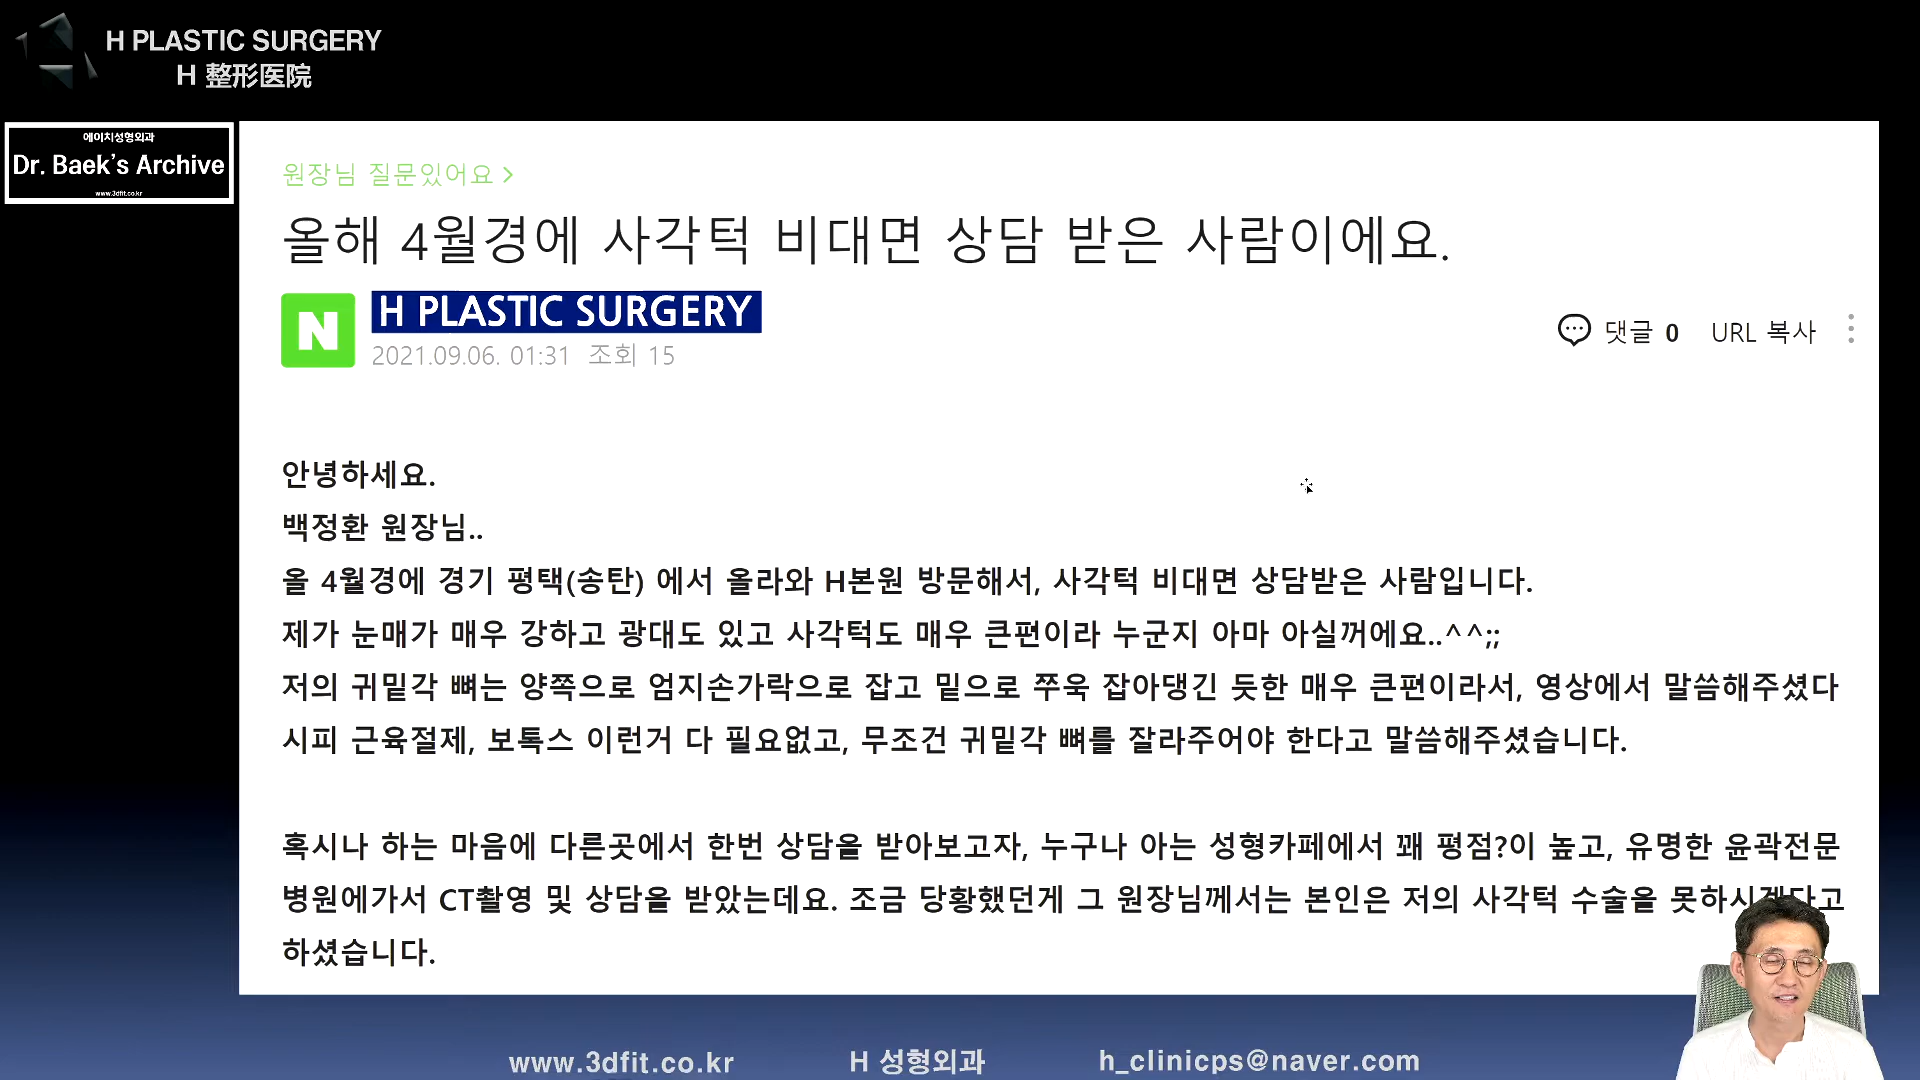 H PLASTIC SURGERY
H 整形医院
에이치성형외과
Dr. Baek's Archive
www.3dfit.co.kr
원장님 질문있어요 >
올해 4월경에 사각턱 비대면 상담 받은 사람이에요.
N
H PLASTIC SURGERY
2021.09.06. 01:31 조회 15
댓글 0 URL 복사
안녕하세요.
백정환 원장님..
올 4월경에 경기 평택(송탄) 에서 올라와 H본원 방문해서, 사각턱 비대면 상담받은 사람입니다.
제가 눈매가 매우 강하고 광대도 있고 사각턱도 매우 큰편이라 누군지 아마 아실꺼에요..^^;;
저의 귀밑각 뼈는 양쪽으로 엄지손가락으로 잡고 밑으로 쭈욱 잡아댕긴 듯한 매우 큰편이라서, 영상에서 말씀해주셨다
시피 근육절제, 보톡스 이런거 다 필요없고, 무조건 귀밑각 뼈를 잘라주어야 한다고 말씀해주셨습니다.
혹시나 하는 마음에 다른곳에서 한번 상담을 받아보고자, 누구나 아는 성형카페에서 꽤 평점?이 높고, 유명한 윤곽전문
병원에가서 CT촬영 및 상담을 받았는데요. 조금 당황했던게 그 원장님께서는 본인은 저의 사각턱 수술을 못하시겠다고
하셨습니다.
www.3dfit.co.kr
H 성형외과
h_clinicps@naver.com